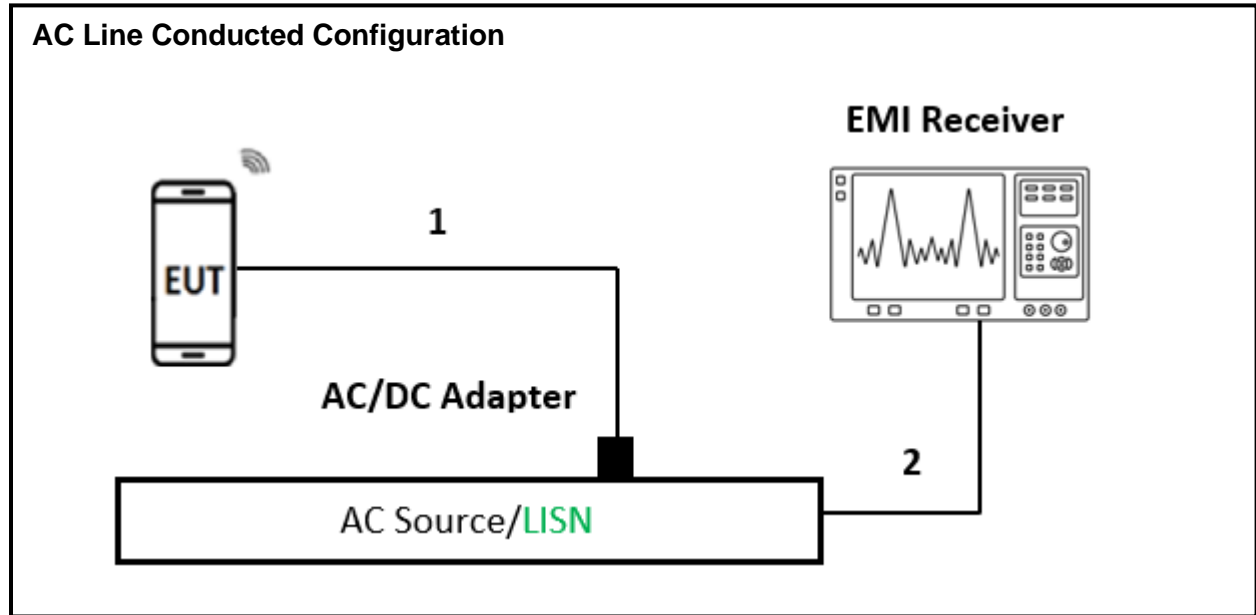 AC Line Conducted Configuration
EMI Receiver
1
EUT
AC/DC Adapter
2
AC Source/LISN